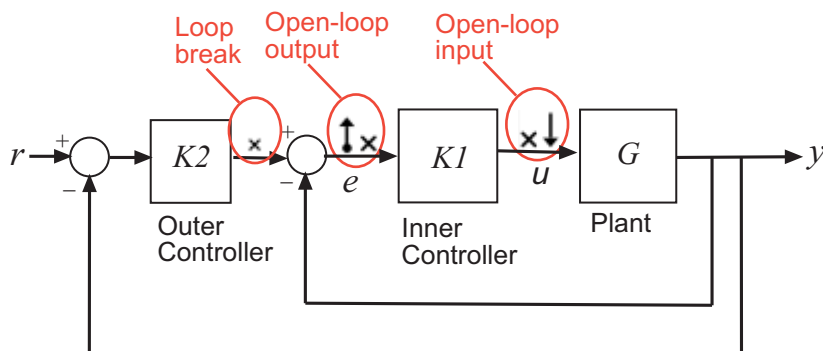 Loop
break
Open-loop
output
Open-loop
input
r
+
−
K2
+
−
e
K1
u
G
y
Outer
Controller
Inner
Controller
Plant